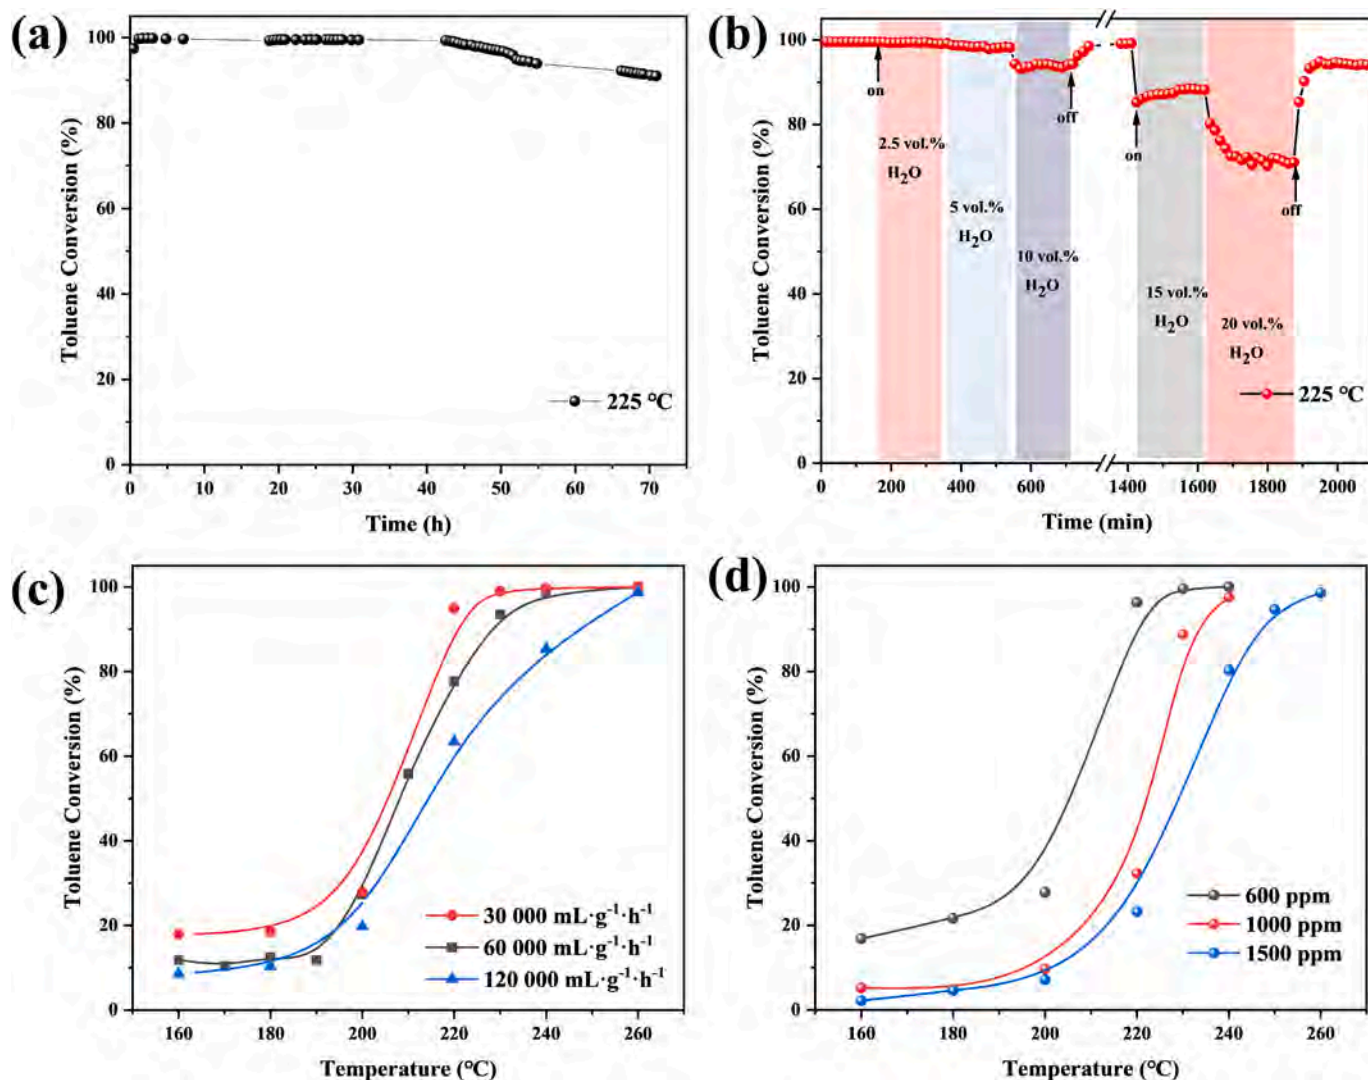 (a)
Toluene Conversion (%)
100
80
60
40
20
0
225 °C
0 10 20 30 40 50 60 70
Time (h)
(b)
Toluene Conversion (%)
100
80
60
40
20
0
on
2.5 vol.%
H₂O
5 vol.%
H₂O
10 vol.%
H₂O
off
on
15 vol.%
H₂O
20 vol.%
H₂O
off
225 °C
0 200 400 600 1400 1600 1800 2000
Time (min)
(c)
Toluene Conversion (%)
100
80
60
40
20
0
30 000 mL·g⁻¹·h⁻¹
60 000 mL·g⁻¹·h⁻¹
120 000 mL·g⁻¹·h⁻¹
160 180 200 220 240 260
Temperature (°C)
(d)
Toluene Conversion (%)
100
80
60
40
20
0
600 ppm
1000 ppm
1500 ppm
160 180 200 220 240 260
Temperature (°C)